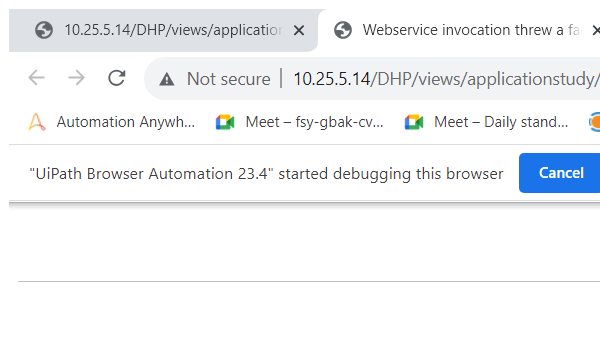 10.25.5.14/DHP/views/application
Webservice invocation threw a fa
Not secure
10.25.5.14/DHP/views/applicationstudy/
Automation Anywh...
Meet – fsy-gbak-cv...
Meet – Daily stand...
"UiPath Browser Automation 23.4" started debugging this browser
Cancel